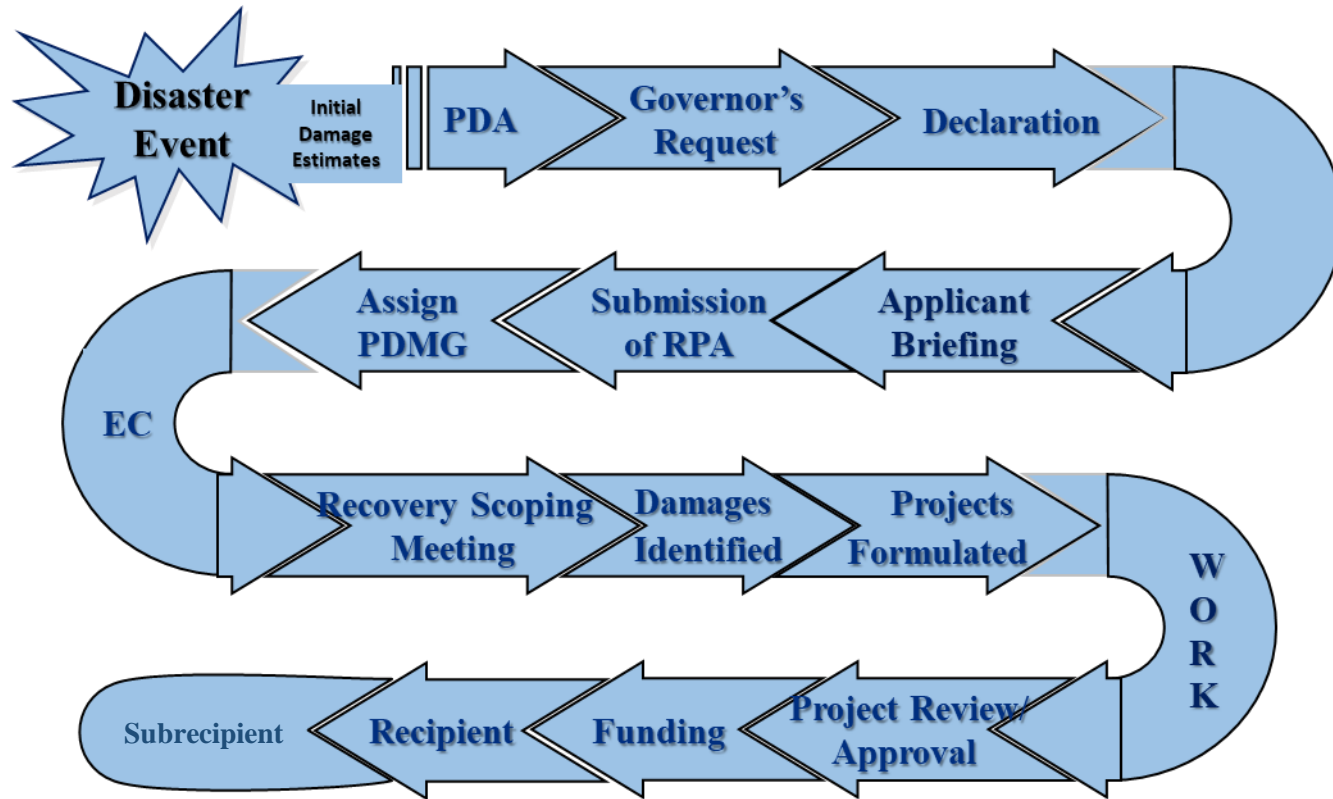 Disaster
Event
Initial
Damage
Estimates
PDA
Governor's
Request
Declaration
Applicant
Briefing
Submission
of RPA
Assign
PDMG
EC
Recovery Scoping
Meeting
Damages
Identified
Projects
Formulated
W
O
R
K
Project Review/
Approval
Funding
Recipient
Subrecipient